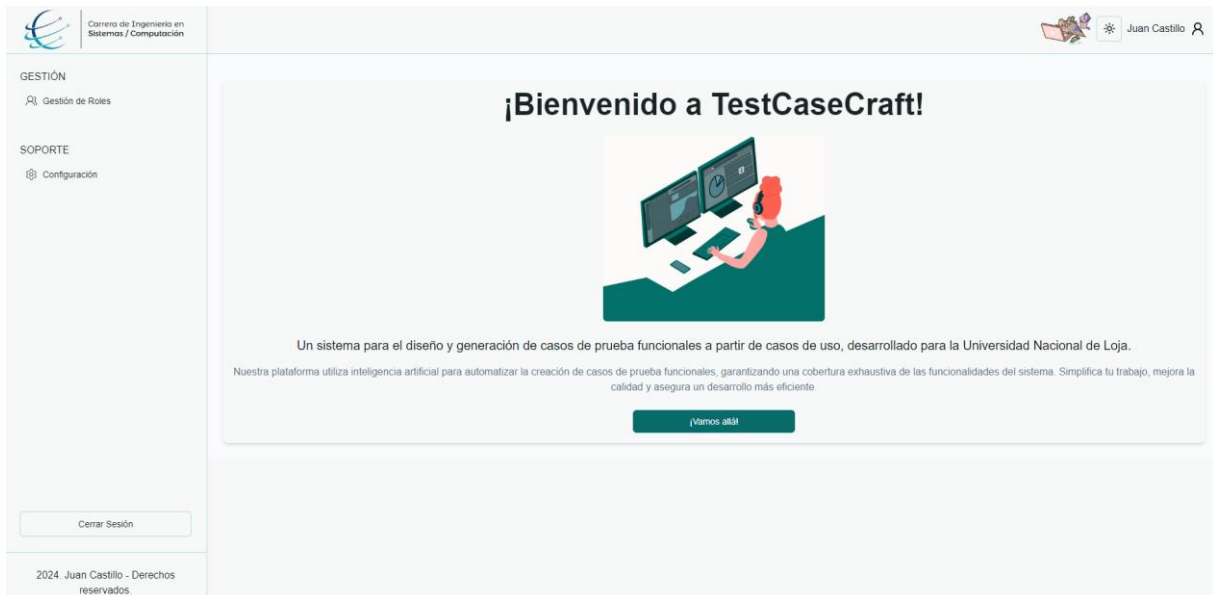 Carrera de Ingeniería en
Sistemas / Computación
Juan Castillo
GESTIÓN
Gestión de Roles
SOPORTE
Configuración
¡Bienvenido a TestCaseCraft!
Un sistema para el diseño y generación de casos de prueba funcionales a partir de casos de uso, desarrollado para la Universidad Nacional de Loja.
Nuestra plataforma utiliza inteligencia artificial para automatizar la creación de casos de prueba funcionales, garantizando una cobertura exhaustiva de las funcionalidades del sistema. Simplifica tu trabajo, mejora la
calidad y asegura un desarrollo más eficiente.
¡Vamos allá!
Cerrar Sesión
2024. Juan Castillo - Derechos
reservados.